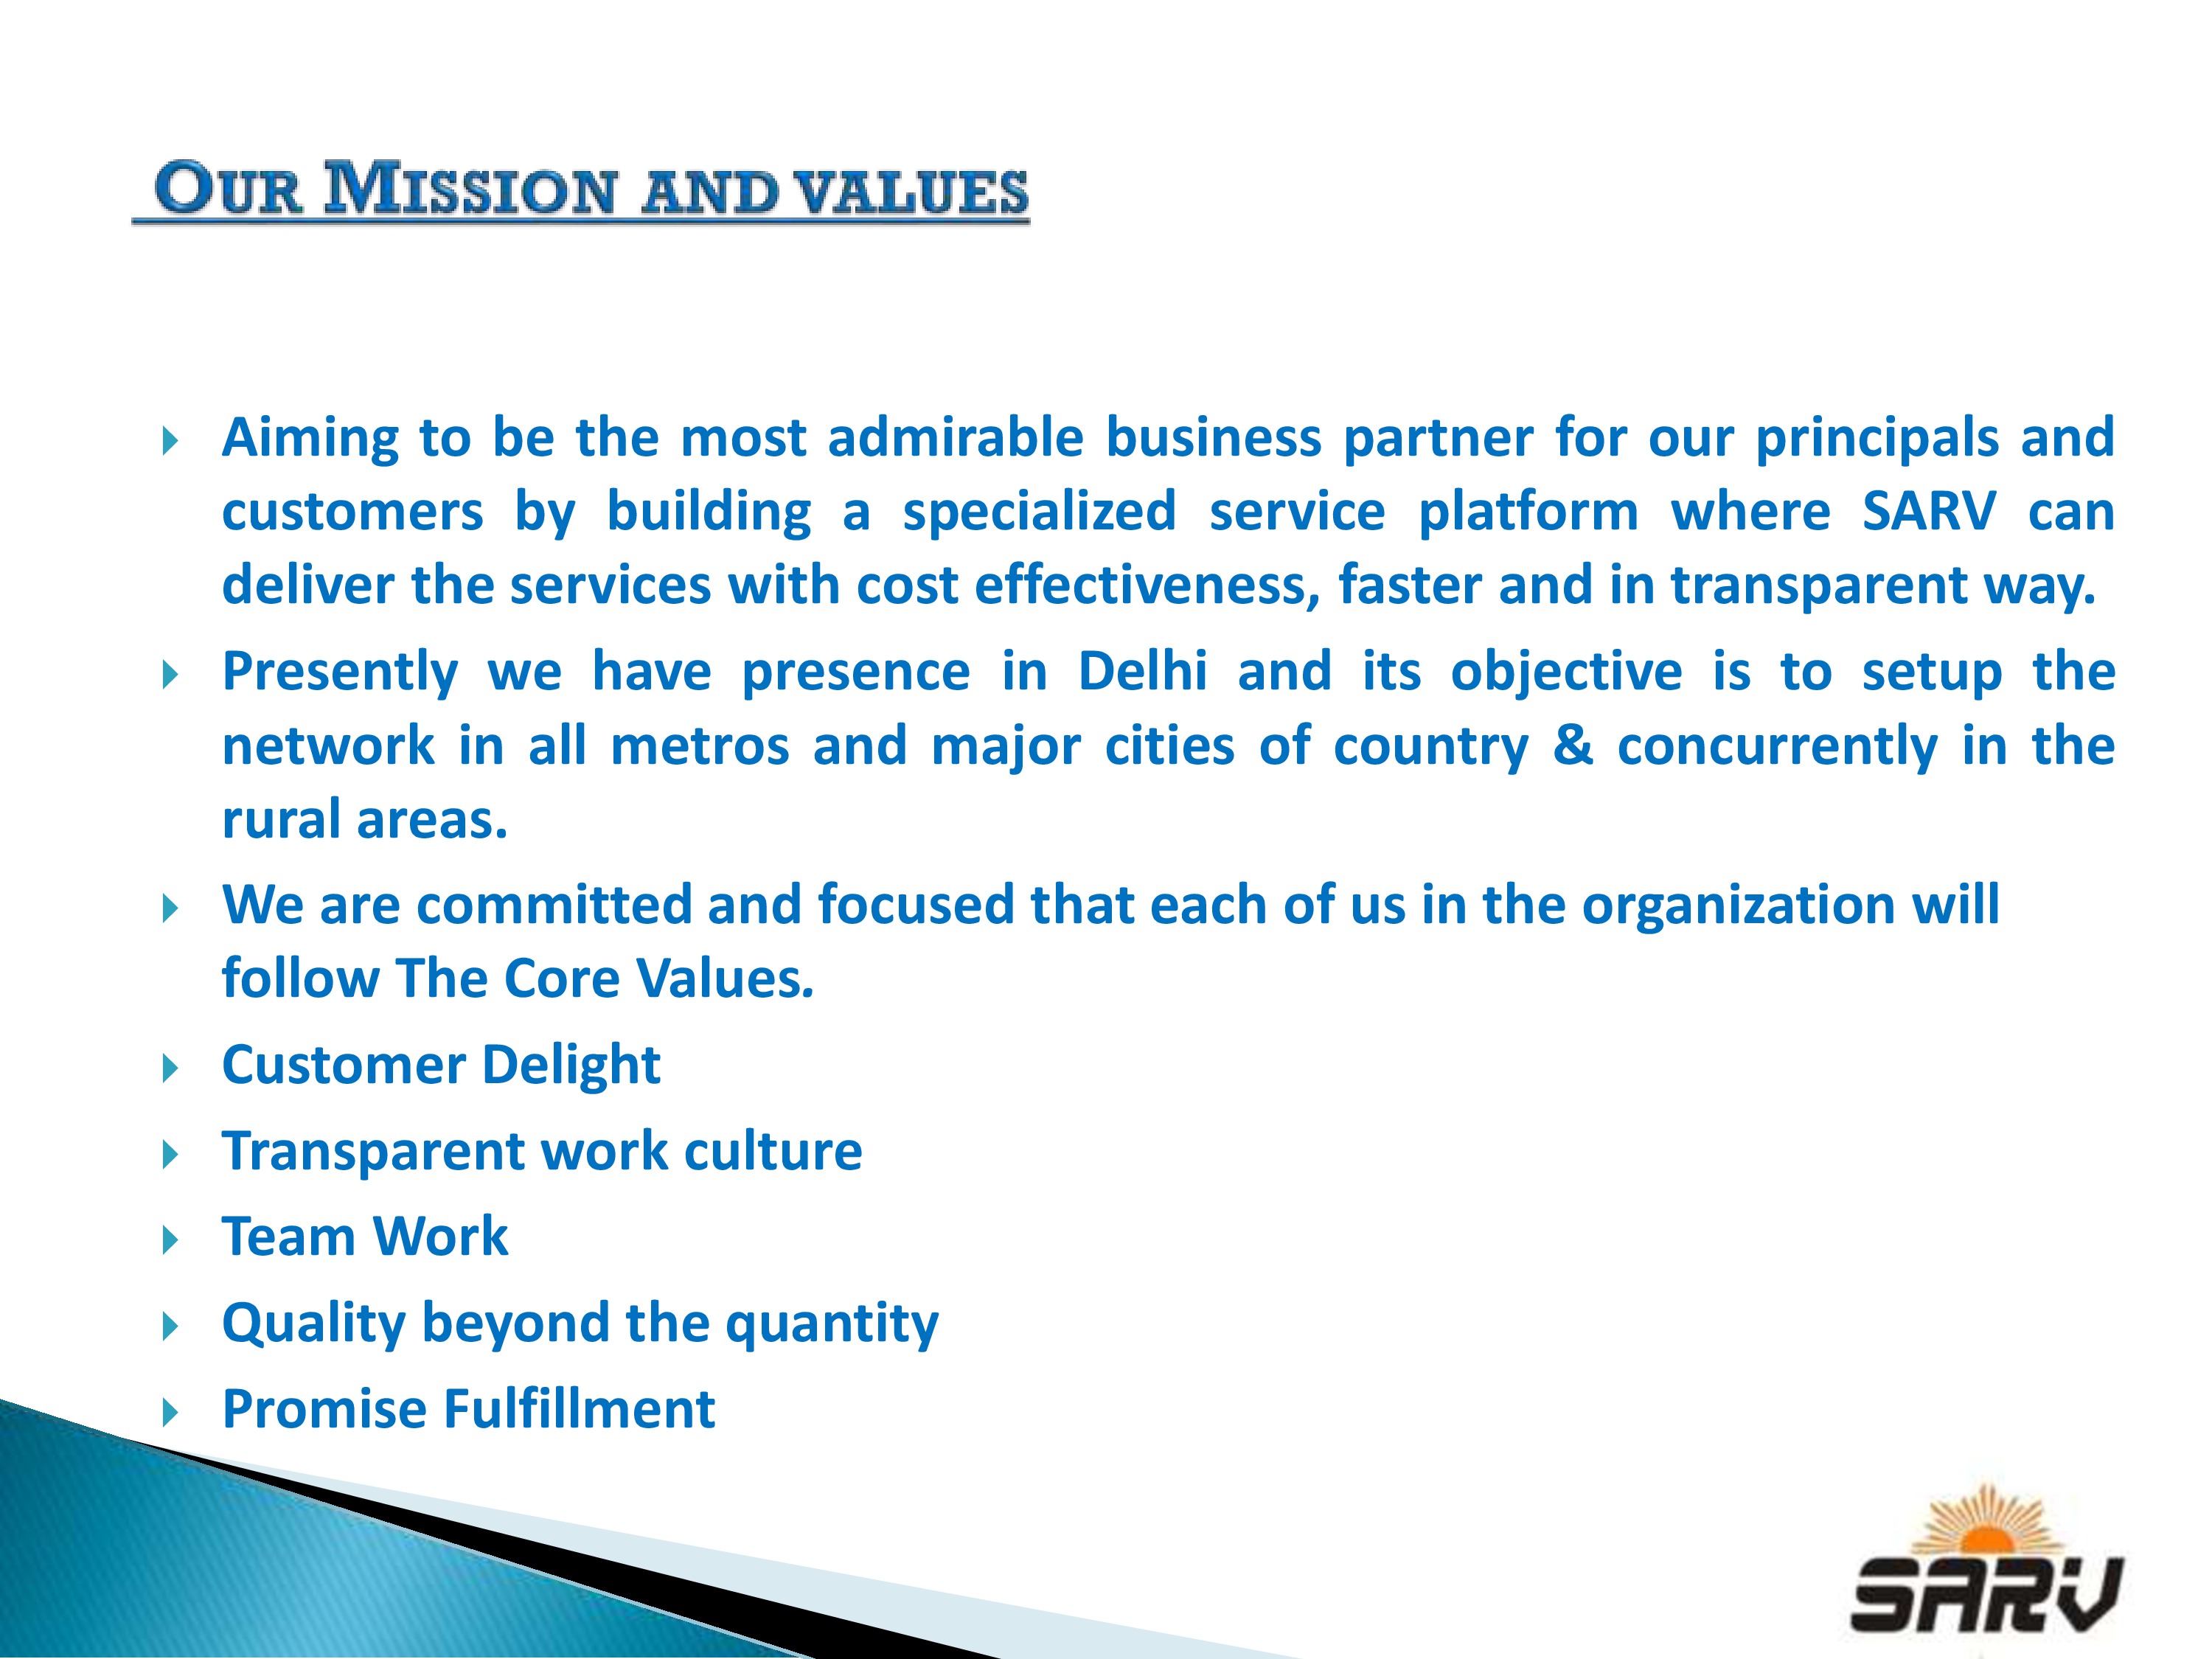 OUR MISSION AND VALUES
Aiming to be the most admirable business partner for our principals and
customers by building a specialized service platform where SARV can
deliver the services with cost effectiveness, faster and in transparent way.
Presently we have presence in Delhi and its objective is to setup the
network in all metros and major cities of country & concurrently in the
rural areas.
We are committed and focused that each of us in the organization will
follow The Core Values.
Customer Delight
Transparent work culture
Team Work
Quality beyond the quantity
Promise Fulfillment
SARV